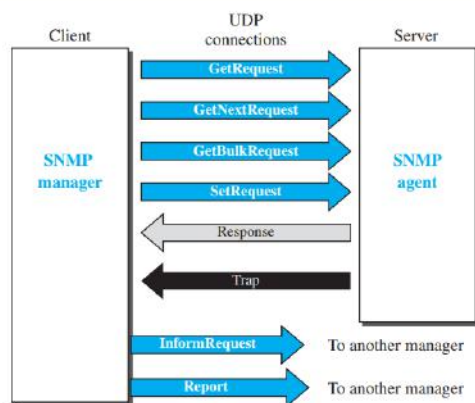 Client
UDP
connections
Server
GetRequest
GetNextRequest
GetBulkRequest
SNMP
manager
SNMP
agent
SetRequest
Response
Trap
InformRequest
To another manager
Report
To another manager